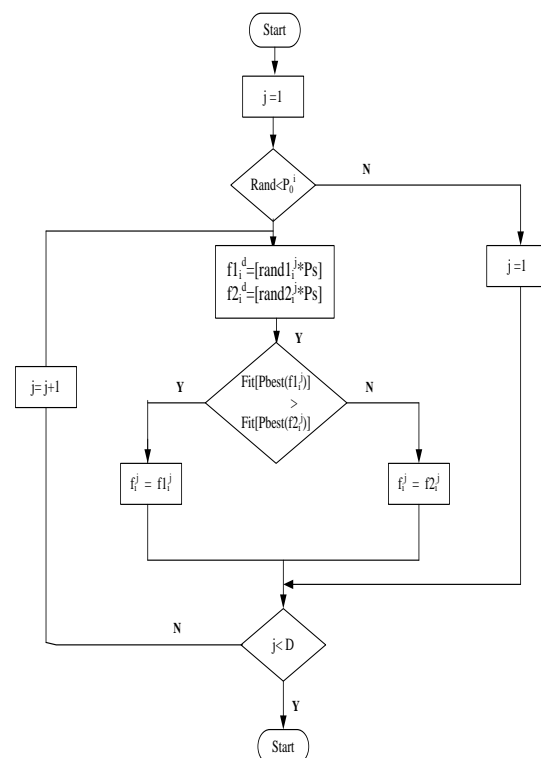 Start
j=1
Rand<P₀ⁱ
N
f1ᵢᵈ=[rand1ᵢʲ*Ps]
f2ᵢᵈ=[rand2ᵢʲ*Ps]
j=1
Y
Fit[Pbest(f1ᵢʲ)]
>
Fit[Pbest(f2ᵢʲ)]
Y
N
j=j+1
fᵢʲ = f1ᵢʲ
fᵢʲ = f2ᵢʲ
N
j< D
Y
Start